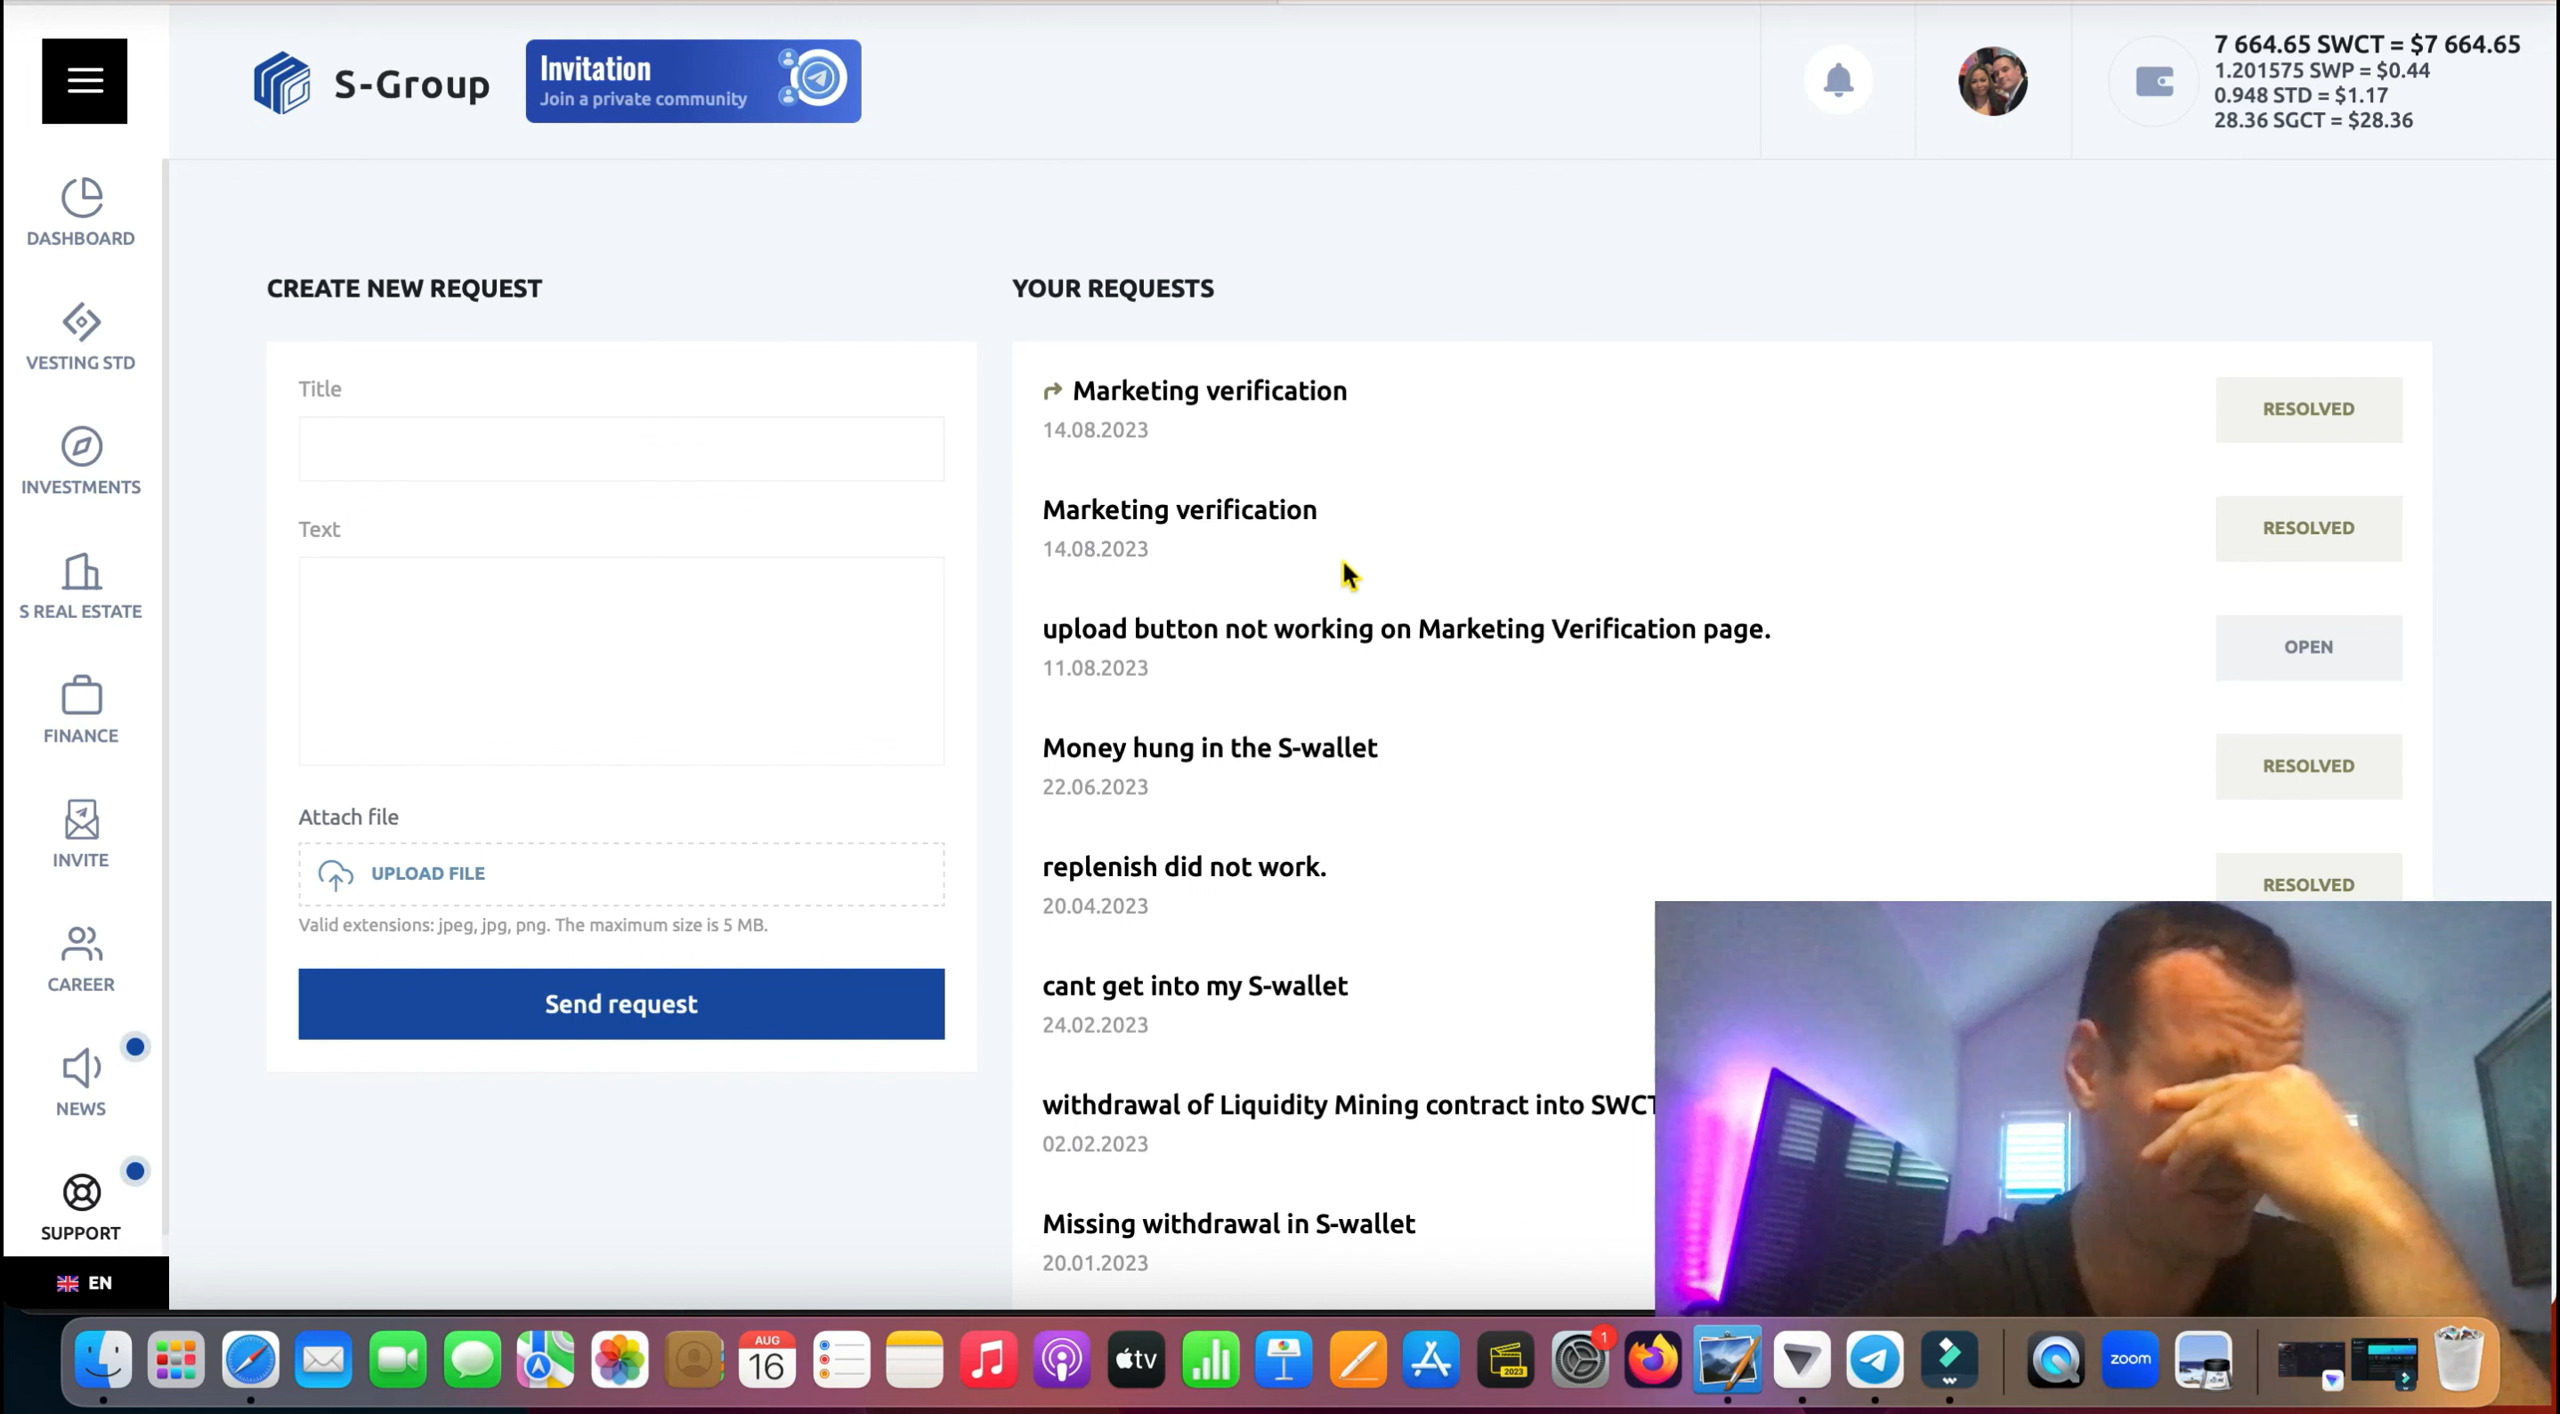 S-Group
Invitation
Join a private community
7 664.65 SWCT = $7 664.65
1.201575 SWP = $0.44
0.948 STD = $1.17
28.36 SGCT = $28.36
DASHBOARD
VESTING STD
INVESTMENTS
S REAL ESTATE
FINANCE
INVITE
CAREER
NEWS
SUPPORT
EN
CREATE NEW REQUEST
Title
Text
Attach file
UPLOAD FILE
Valid extensions: jpeg, jpg, png. The maximum size is 5 MB.
Send request
YOUR REQUESTS
Marketing verification
14.08.2023
RESOLVED
Marketing verification
14.08.2023
RESOLVED
upload button not working on Marketing Verification page.
11.08.2023
OPEN
Money hung in the S-wallet
22.06.2023
RESOLVED
replenish did not work.
20.04.2023
RESOLVED
cant get into my S-wallet
24.02.2023
withdrawal of Liquidity Mining contract into SWCT
02.02.2023
Missing withdrawal in S-wallet
20.01.2023
AUG
16
tv
2023
1
zoom